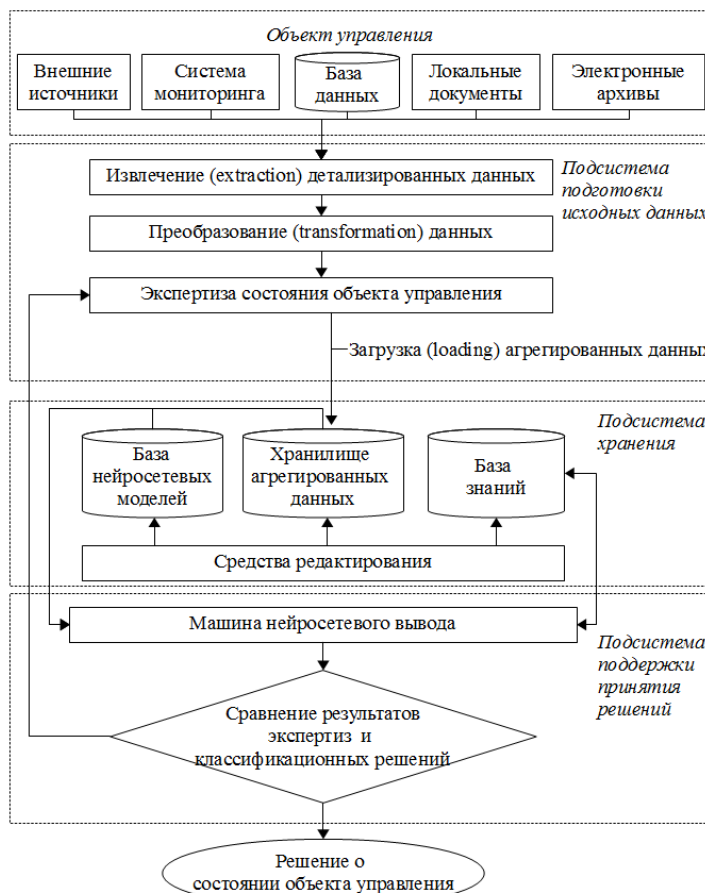 Объект управления
Внешние
источники
Система
мониторинга
База
данных
Локальные
документы
Электронные
архивы
Подсистема
подготовки
исходных данных
Извлечение (extraction) детализированных данных
Преобразование (transformation) данных
Экспертиза состояния объекта управления
Загрузка (loading) агрегированных данных
Подсистема
хранения
База
нейросетевых
моделей
Хранилище
агрегированных
данных
База
знаний
Средства редактирования
Машина нейросетевого вывода
Подсистема
поддержки
принятия
решений
Сравнение результатов
экспертиз и
классификационных решений
Решение о
состоянии объекта управления